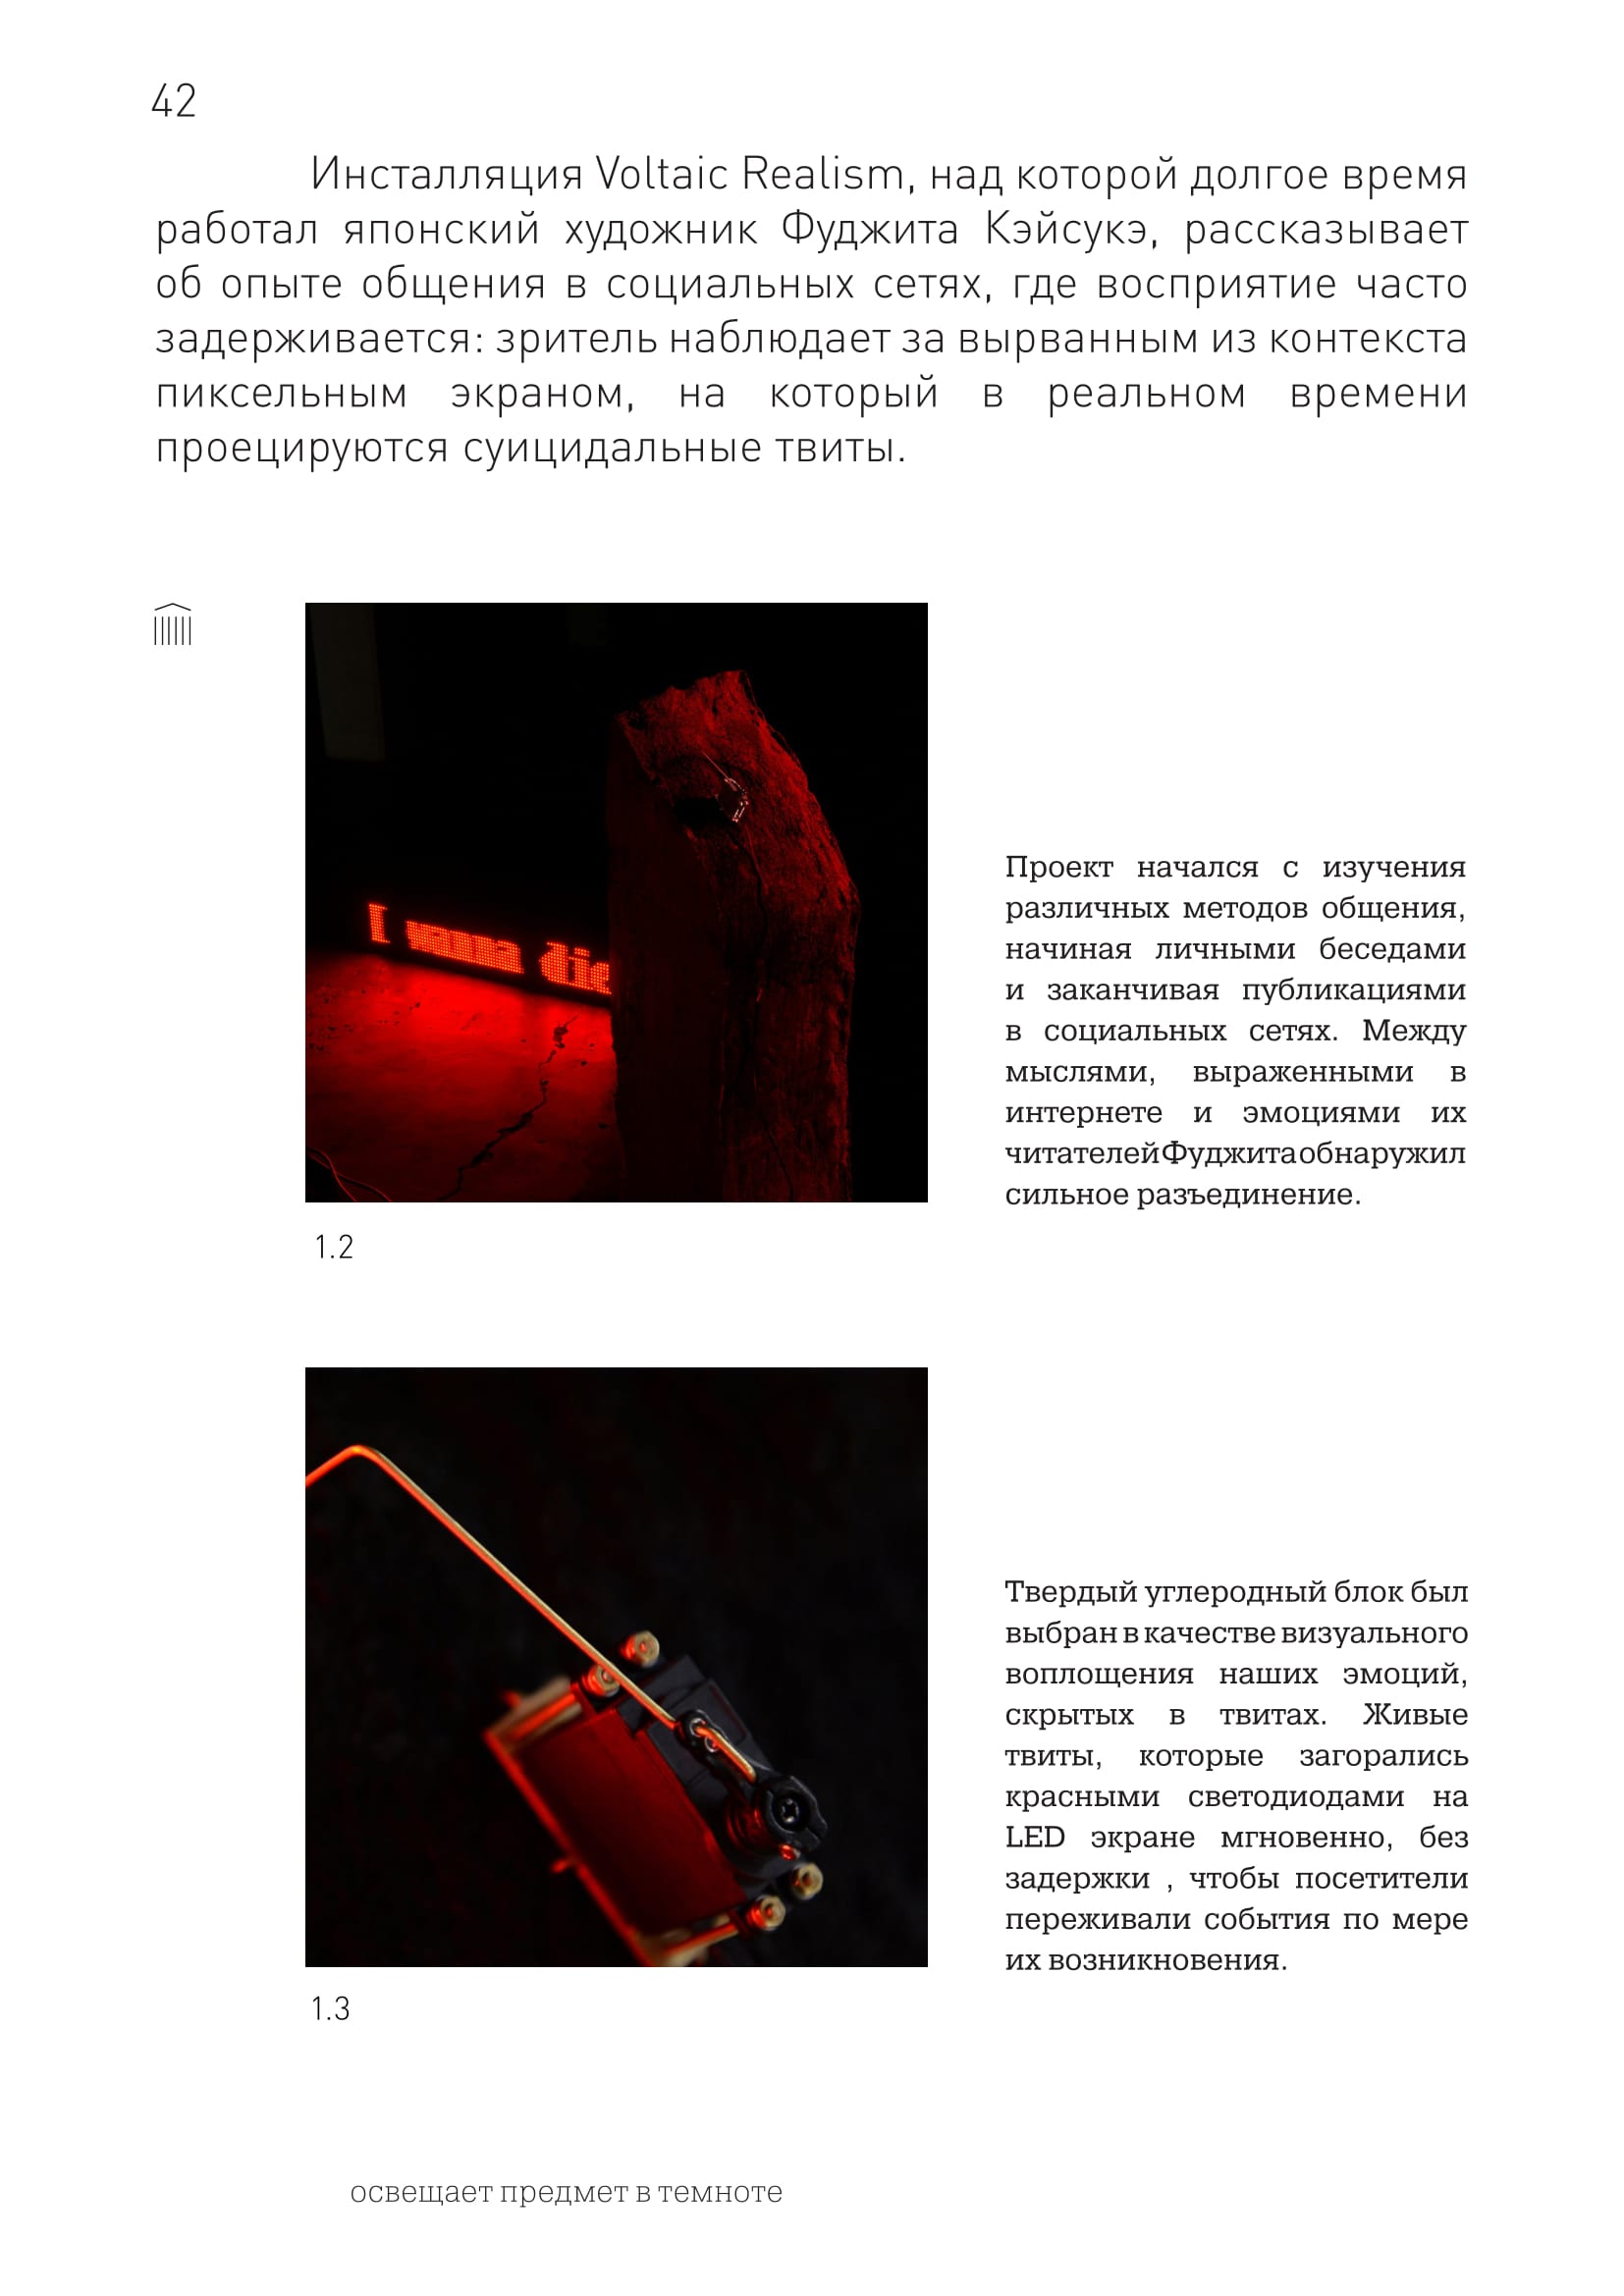 42
Инсталляция Voltaic Realism, над которой долгое время
работал японский художник Фуджита Кэйсукэ, рассказывает
об опыте общения в социальных сетях, где восприятие часто
задерживается: зритель наблюдает за вырванным из контекста
пиксельным экраном, на который в реальном времени
проецируются суицидальные твиты.
I wanna die
Проект начался с изучения
различных методов общения,
начиная личными беседами
и заканчивая публикациями
в социальных сетях. Между
мыслями, выраженными в
интернете и эмоциями их
читателей Фуджита обнаружил
сильное разъединение.
1.2
Твердый углеродный блок был
выбран в качестве визуального
воплощения наших эмоций,
скрытых в твитах. Живые
твиты, которые загорались
красными светодиодами на
LED экране мгновенно, без
задержки , чтобы посетители
переживали события по мере
их возникновения.
1.3
освещает предмет в темноте